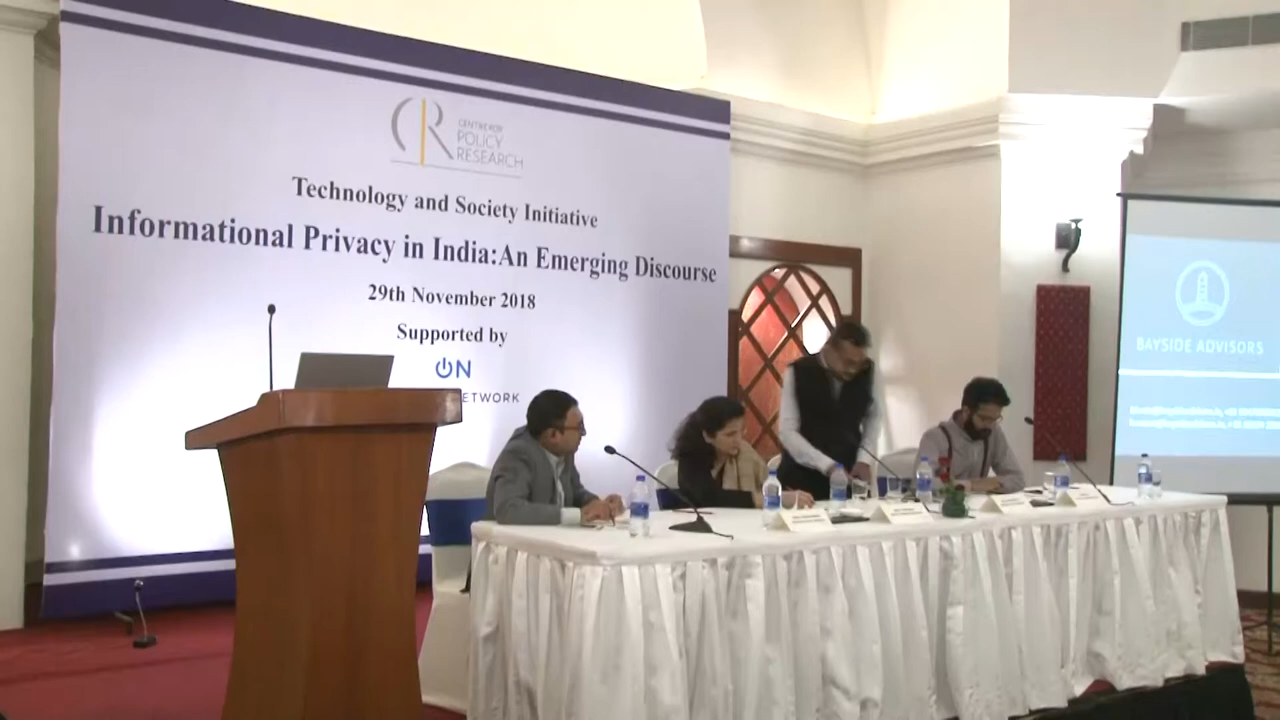 CENTRE FOR
POLICY
RESEARCH
Technology and Society Initiative
Informational Privacy in India:An Emerging Discourse
29th November 2018
Supported by
ON
ETWORK
BAYSIDE ADVISORS